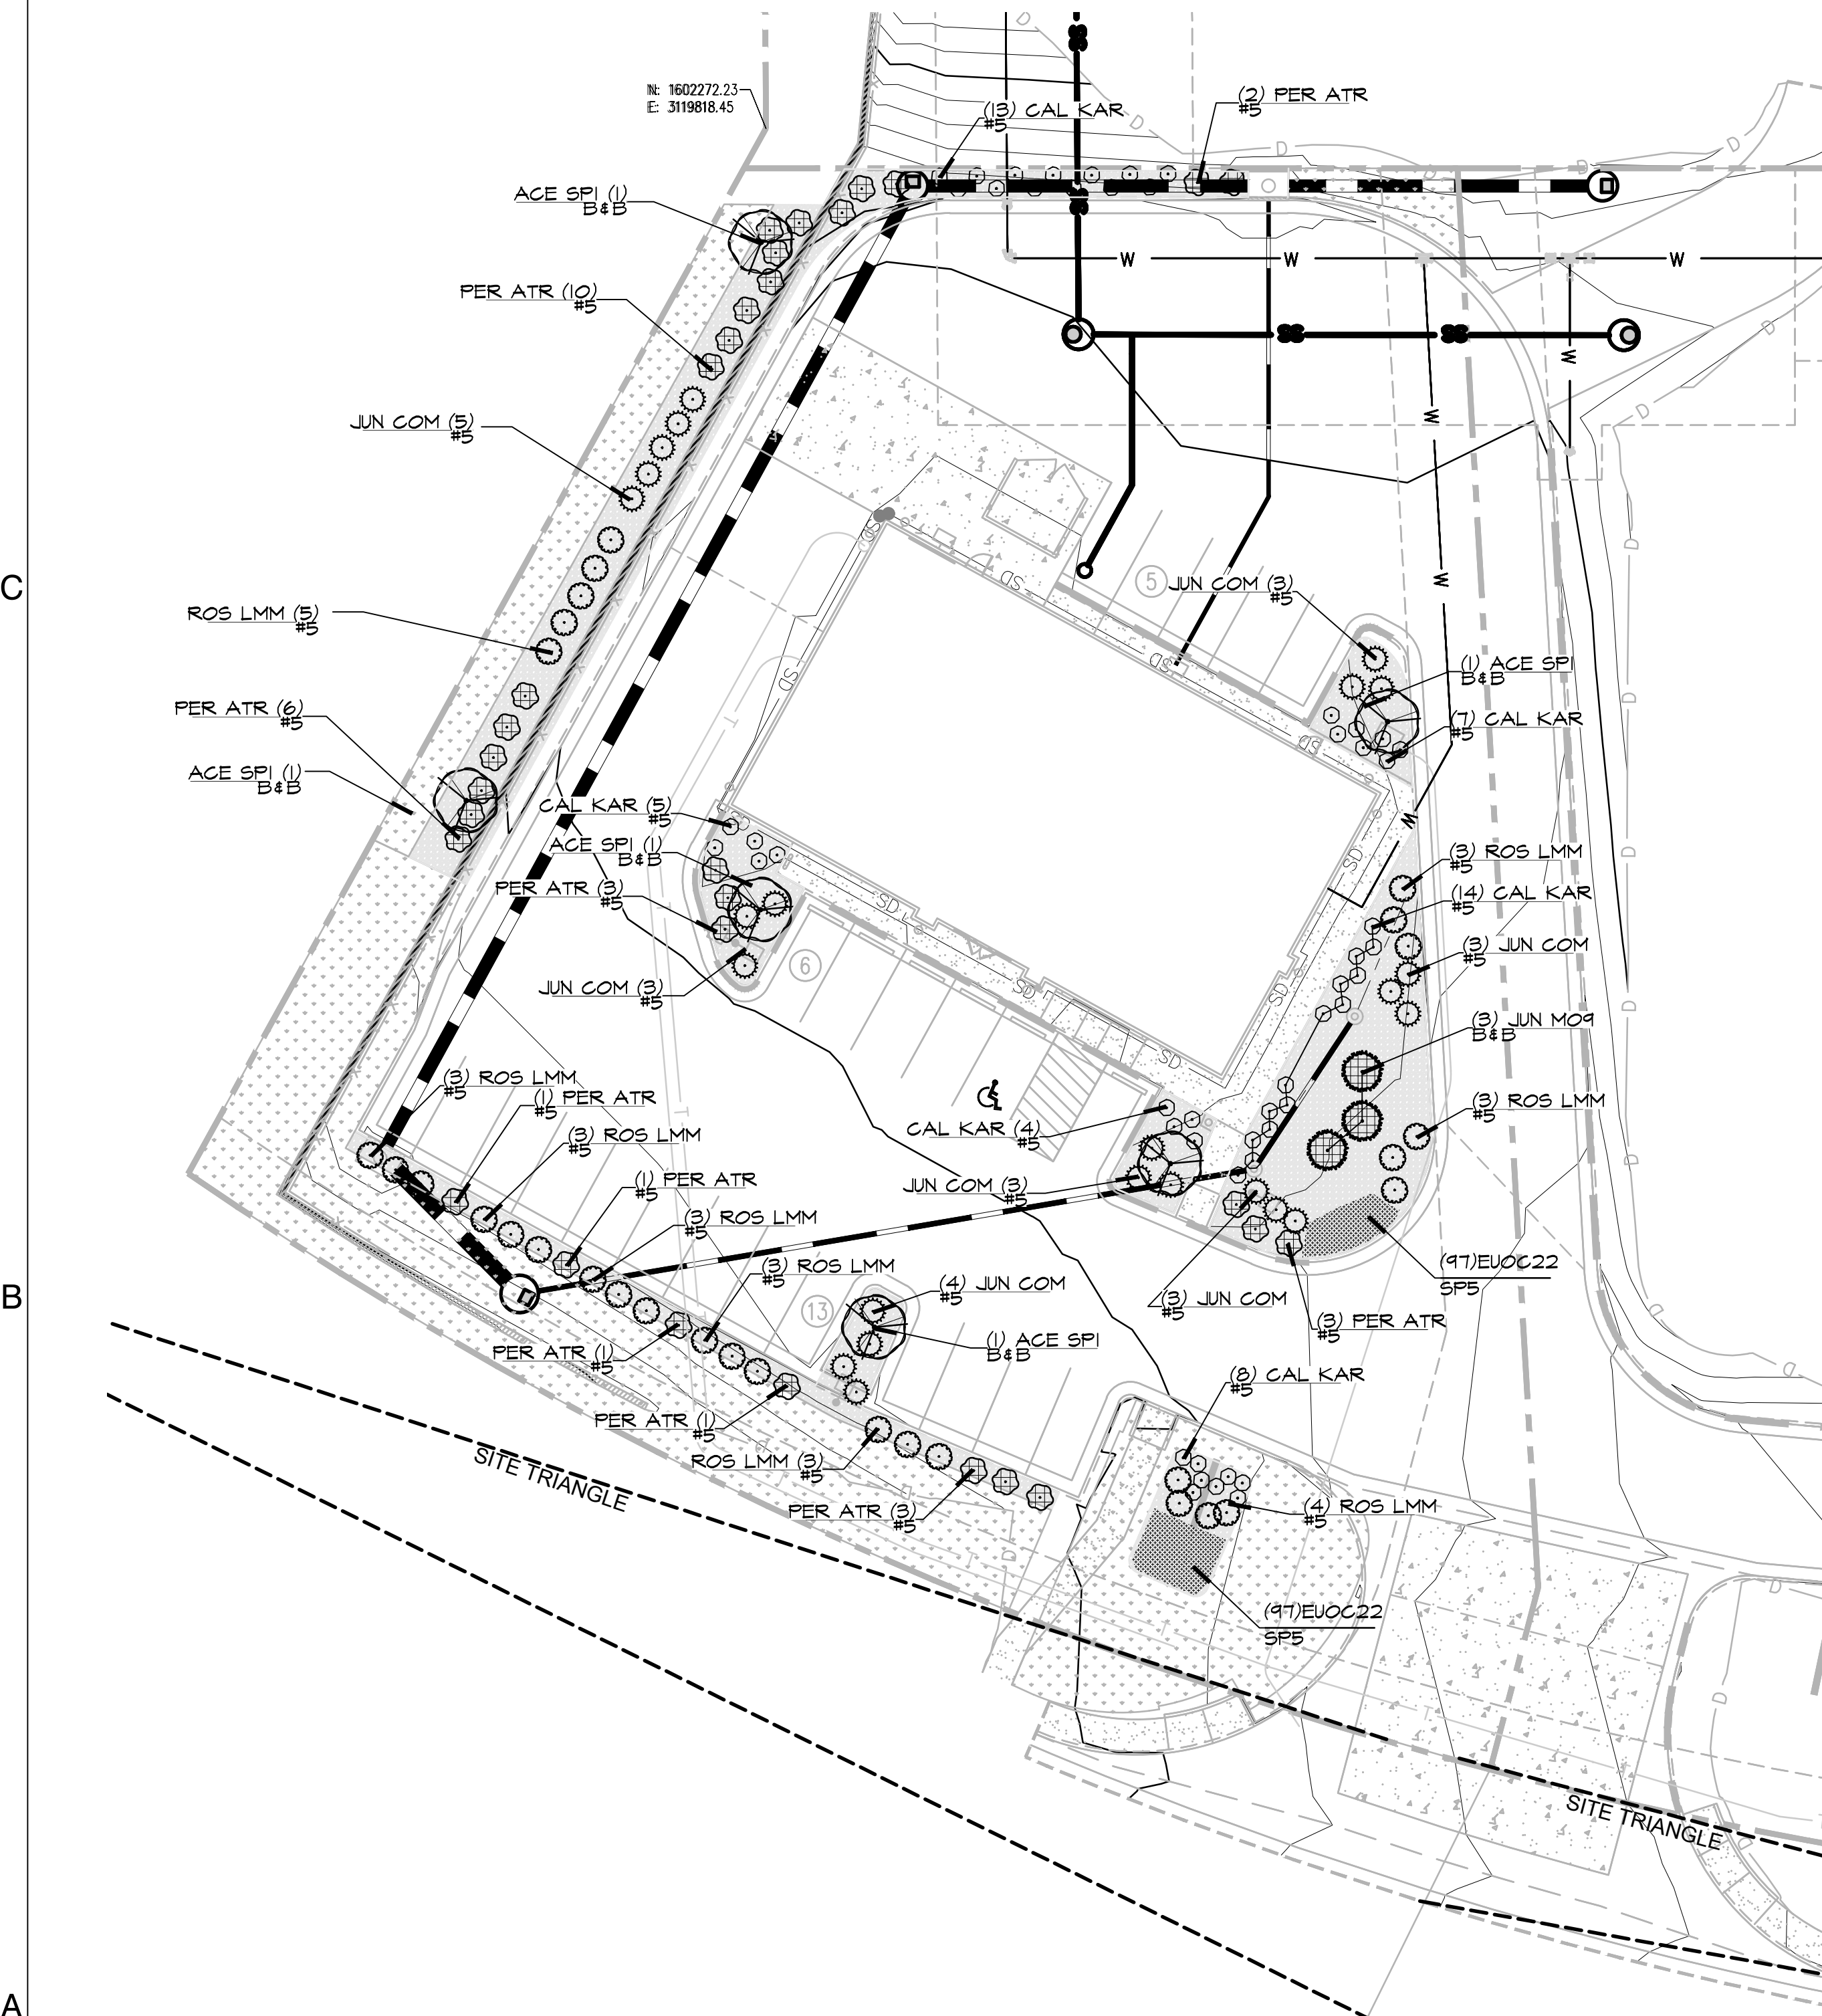 SS
D
N: 1602272.23
E: 3119818.45
(13) CAL KAR
#5
(2) PER ATR
#5
D
D
D
D
ACE SPI (1)
B&B
SS
W
W
W
PER ATR (10)
#5
SS
SS
D
W
D
W
JUN COM (5)
#5
SD
D
C
5
W
SD
JUN COM (3)
#5
ROS LMM (5)
#5
SD
SD
(1) ACE SPI
B&B
D
PER ATR (6)
#5
T
(7) CAL KAR
#5
SD
ACE SPI (1)
B&B
CAL KAR (5)
#5
W
ACE SPI (1)
B&B
SD
(3) ROS LMM
#5
D
PER ATR (3)
#5
SD
(14) CAL KAR
#5
(3) JUN COM
#5
6
JUN COM (3)
#5
SD
SD
D
(3) JUN M09
B&B
SD
(3) ROS LMM
#5
(1) PER ATR
#5
(3) ROS LMM
#5
T
CAL KAR (4)
#5
(3) ROS LMM
#5
D
(1) PER ATR
#5
JUN COM (3)
#5
(3) ROS LMM
#5
(3) ROS LMM
#5
(97)EUOC22
SP5
B
13
(4) JUN COM
#5
(3) JUN COM
#5
D
(3) PER ATR
#5
PER ATR (1)
#5
(1) ACE SPI
B&B
D
(8) CAL KAR
#5
PER ATR (1)
#5
ROS LMM (3)
#5
SITE TRIANGLE
D
D
PER ATR (3)
#5
(4) ROS LMM
#5
D
D
(97)EUOC22
SP5
T
D
SITE TRIANGLE
D
A